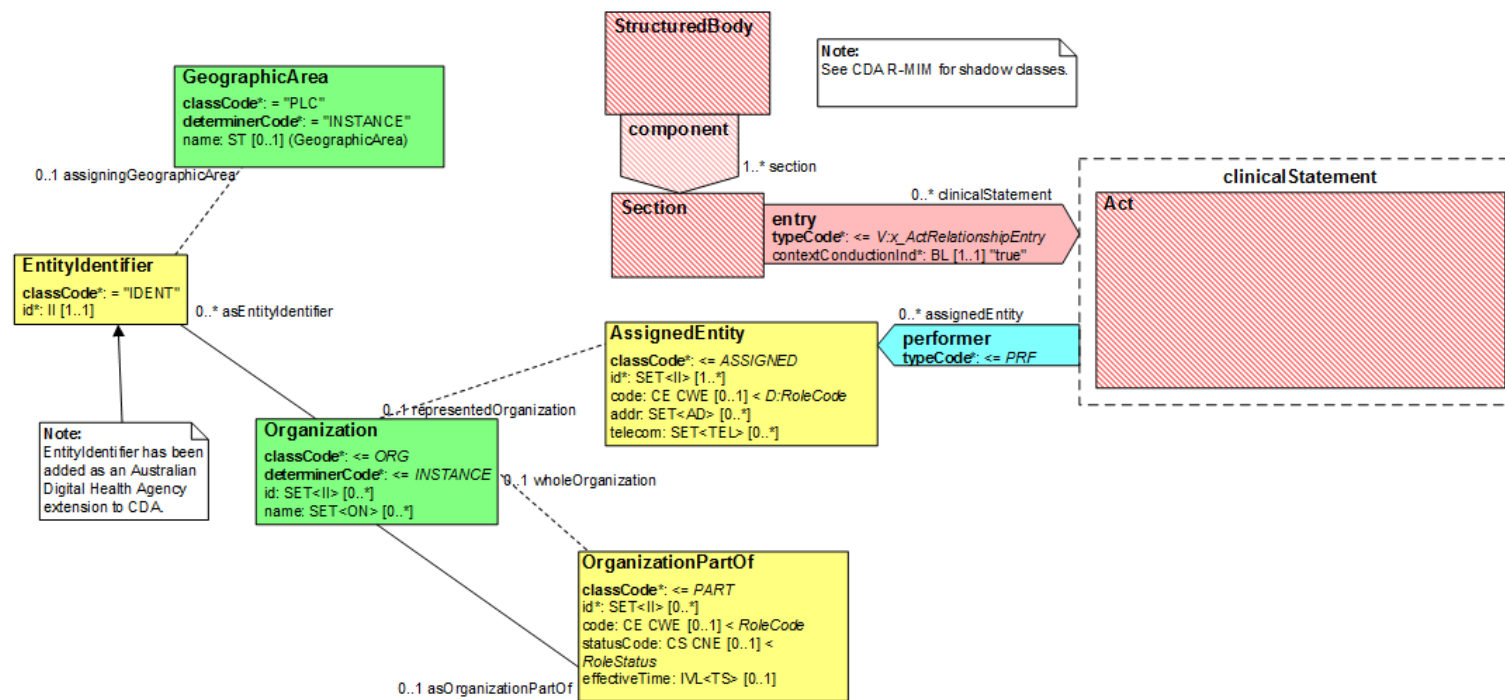 StructuredBody
Note:
See CDA R-MIM for shadow classes.
GeographicArea
classCode*: = "PLC"
determinerCode*: = "INSTANCE"
name: ST [0..1] (GeographicArea)
component
0..1 assigningGeographicArea
1..* section
clinicalStatement
Section
0..* clinicalStatement
Act
entry
typeCode*: <= V:x_ActRelationshipEntry
contextConductionInd*: BL [1..1] "true"
EntityIdentifier
classCode*: = "IDENT"
id*: II [1..1]
0..* asEntityIdentifier
0..* assignedEntity
performer
typeCode*: <= PRF
AssignedEntity
classCode*: <= ASSIGNED
id*: SET<II> [1..*]
code: CE CWE [0..1] < D:RoleCode
addr: SET<AD> [0..*]
telecom: SET<TEL> [0..*]
0..1 representedOrganization
Note:
EntityIdentifier has been
added as an Australian
Digital Health Agency
extension to CDA.
Organization
classCode*: <= ORG
determinerCode*: <= INSTANCE
id: SET<II> [0..*]
name: SET<ON> [0..*]
0..1 wholeOrganization
OrganizationPartOf
classCode*: <= PART
id*: SET<II> [0..*]
code: CE CWE [0..1] < RoleCode
statusCode: CS CNE [0..1] <
RoleStatus
effectiveTime: IVL<TS> [0..1]
0..1 asOrganizationPartOf